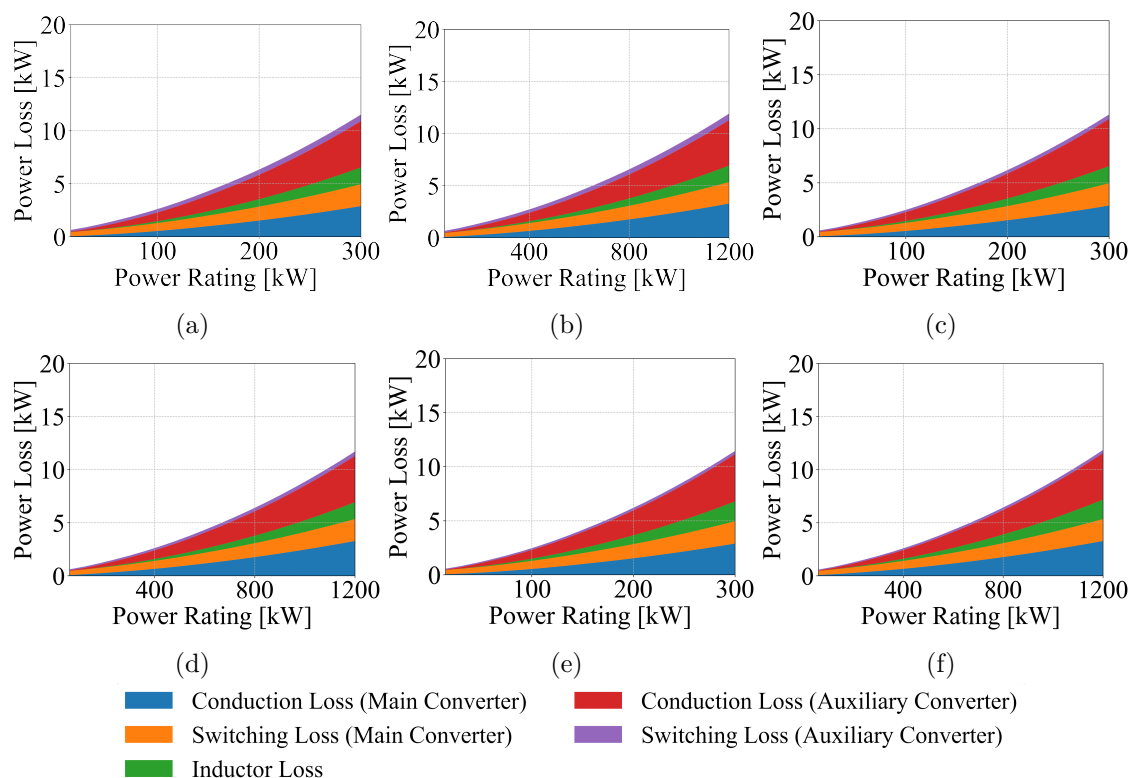 20
15
10
5
0
100
200
300
Power Loss [kW]
Power Rating [kW]
(a)
20
15
10
5
0
400
800
1200
Power Loss [kW]
Power Rating [kW]
(b)
20
15
10
5
0
100
200
300
Power Loss [kW]
Power Rating [kW]
(c)
20
15
10
5
0
400
800
1200
Power Loss [kW]
Power Rating [kW]
(d)
20
15
10
5
0
100
200
300
Power Loss [kW]
Power Rating [kW]
(e)
20
15
10
5
0
400
800
1200
Power Loss [kW]
Power Rating [kW]
(f)
Conduction Loss (Main Converter)
Switching Loss (Main Converter)
Inductor Loss
Conduction Loss (Auxiliary Converter)
Switching Loss (Auxiliary Converter)